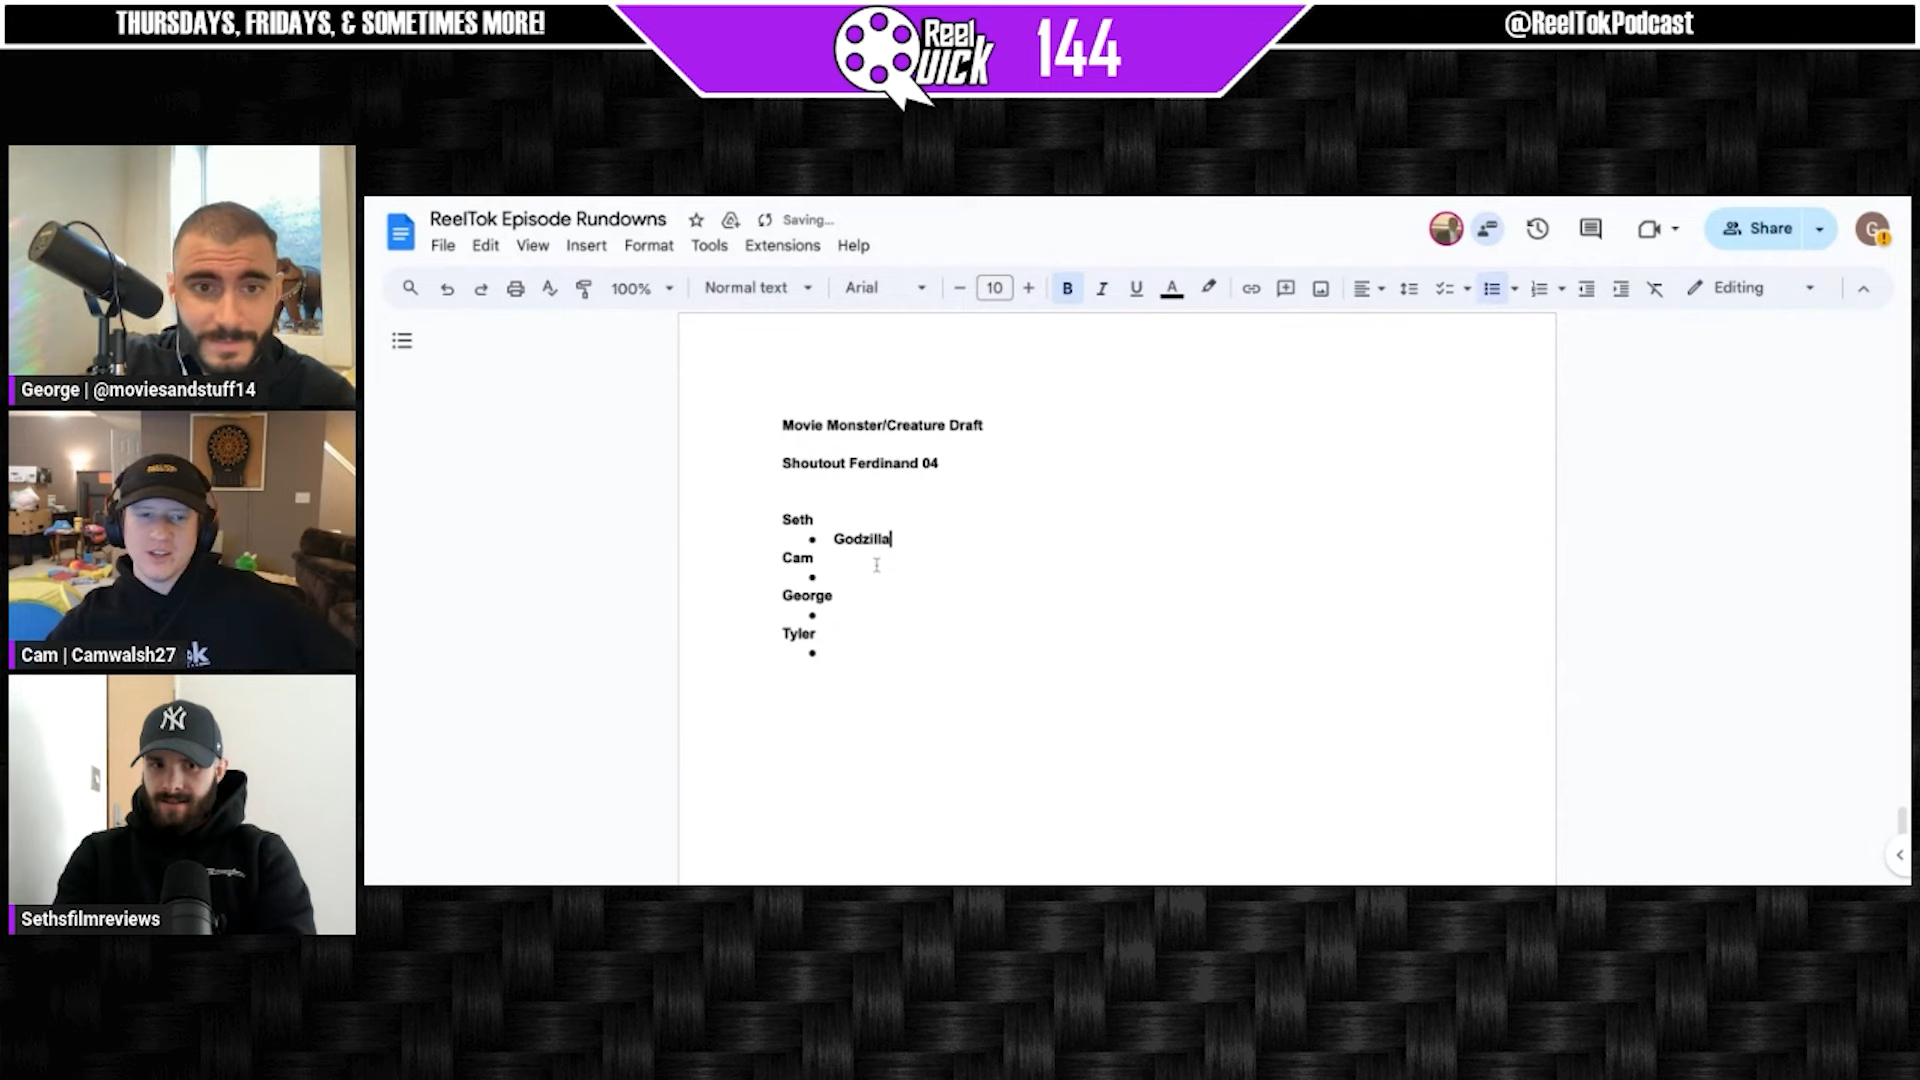 THURSDAYS, FRIDAYS, & SOMETIMES MORE!
Reel QUICK
144
@ReelTokPodcast
George | @moviesandstuff14
Cam | Camwalsh27
Sethsfilmreviews
NY
ReelTok Episode Rundowns
Saving...
File Edit View Insert Format Tools Extensions Help
Share
G
100% Normal text Arial 10 B I U A Editing
Movie Monster/Creature Draft
Shoutout Ferdinand 04
Seth
Godzilla
Cam
George
Tyler